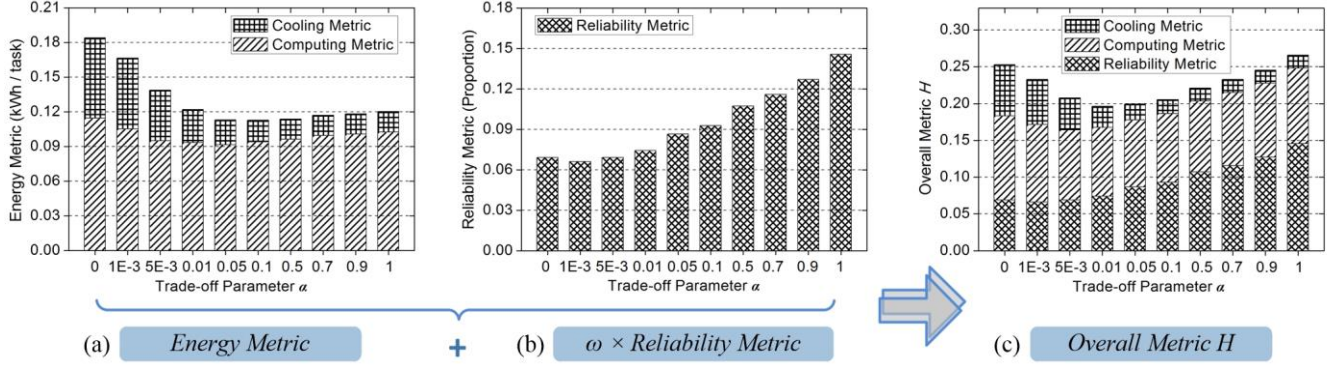 0.21
0.18
0.15
0.12
0.09
0.06
0.03
0.00
Energy Metric (kWh / task)
Cooling Metric
Computing Metric
0 1E-3 5E-3 0.01 0.05 0.1 0.5 0.7 0.9 1
Trade-off Parameter α
0.18
0.15
0.12
0.09
0.06
0.03
0.00
Reliability Metric (Proportion)
Reliability Metric
0 1E-3 5E-3 0.01 0.05 0.1 0.5 0.7 0.9 1
Trade-off Parameter α
0.30
0.25
0.20
0.15
0.10
0.05
0.00
Overall Metric H
Cooling Metric
Computing Metric
Reliability Metric
0 1E-3 5E-3 0.01 0.05 0.1 0.5 0.7 0.9 1
Trade-off Parameter α
(a) Energy Metric + (b) ω × Reliability Metric (c) Overall Metric H